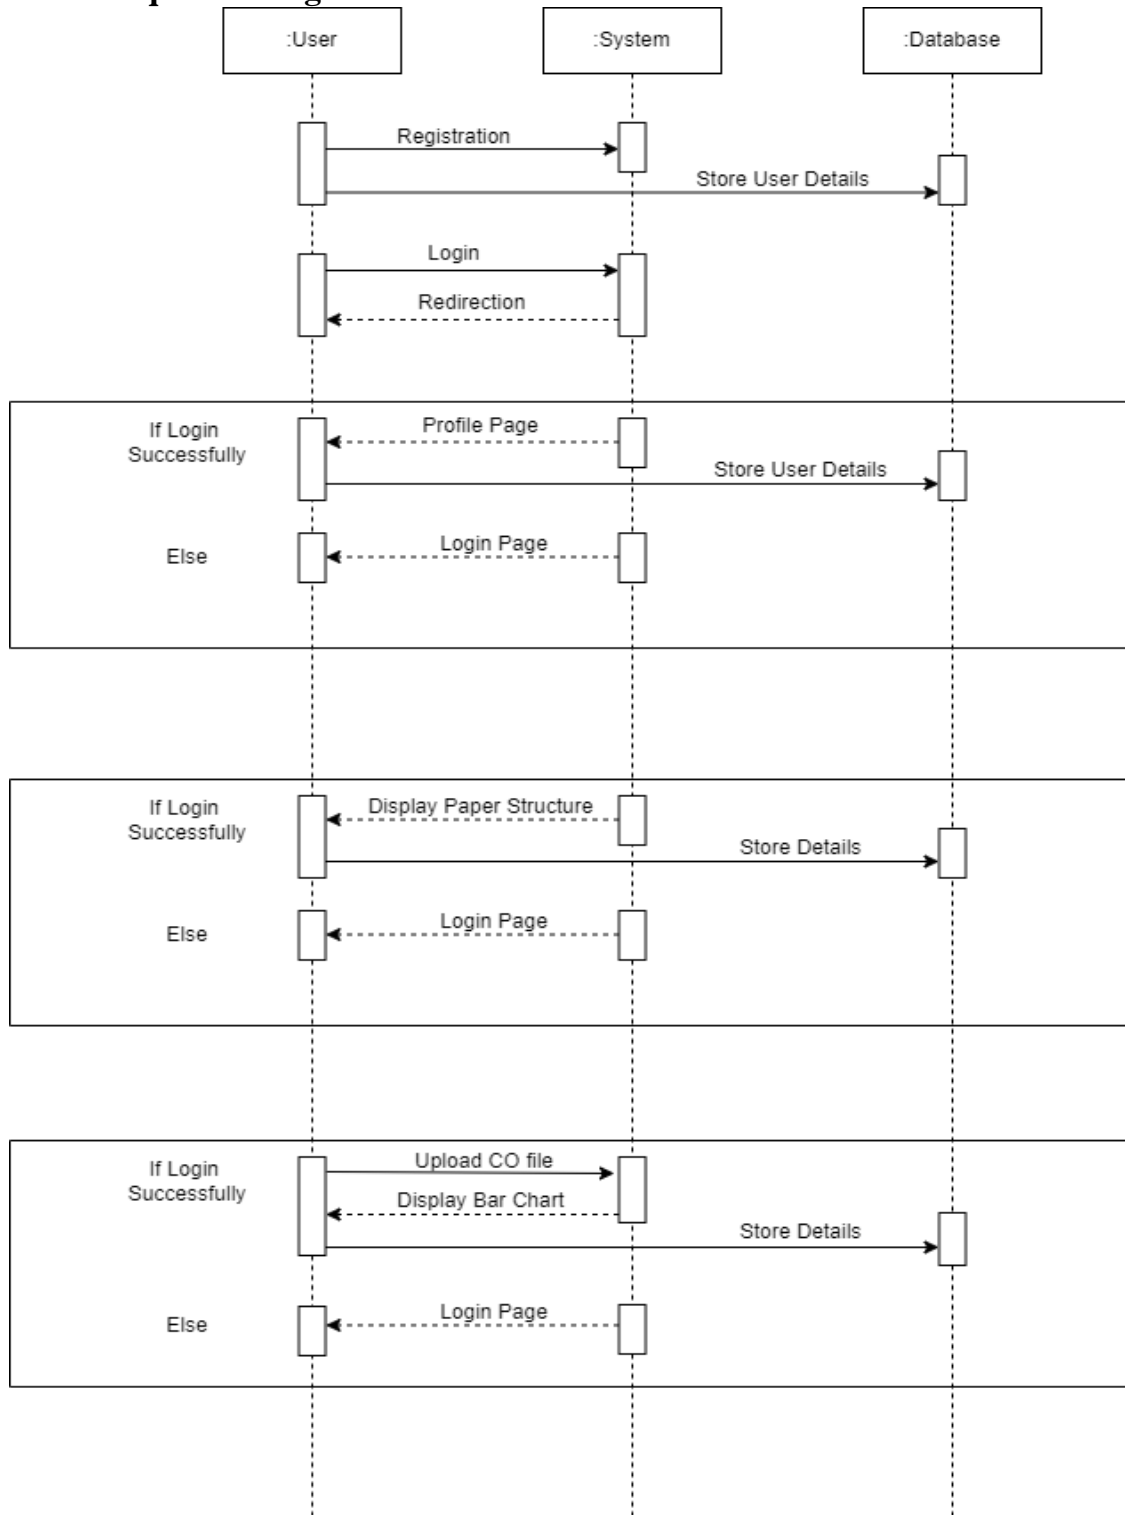 :User
:System
:Database
Registration
Store User Details
Login
Redirection
If Login
Successfully
Profile Page
Store User Details
Else
Login Page
If Login
Successfully
Display Paper Structure
Store Details
Else
Login Page
If Login
Successfully
Upload CO file
Display Bar Chart
Store Details
Else
Login Page